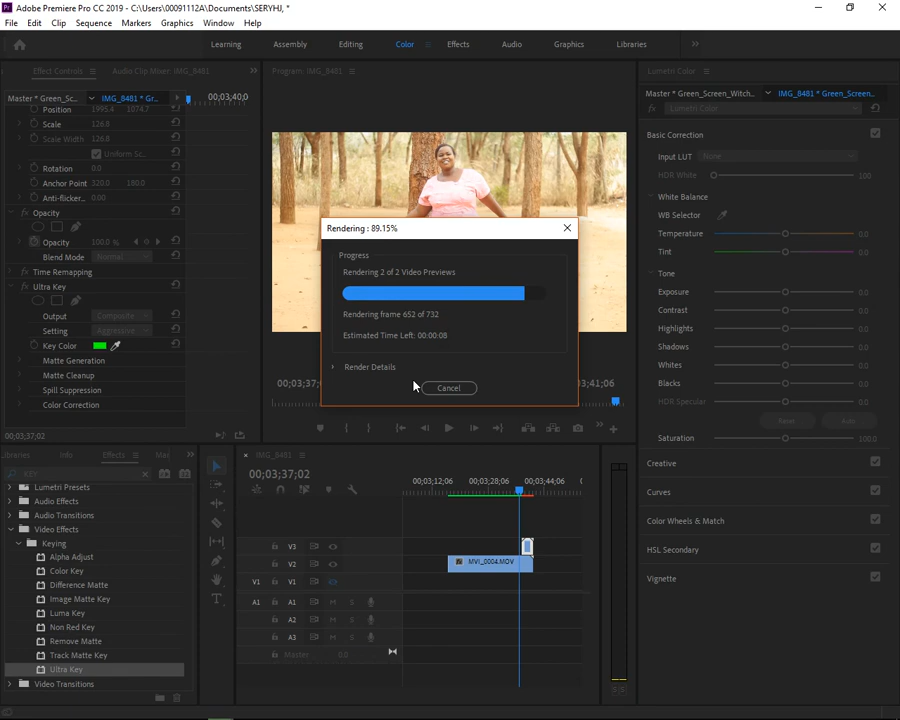 Adobe Premiere Pro CC 2019 - C:\Users\00091112A\Documents\SERYHJ, *
File Edit Clip Sequence Markers Graphics Window Help
Learning Assembly Editing Color Effects Audio Graphics Libraries
Effect Controls Audio Clip Mixer: IMG_8481 Program: IMG_8481 Lumetri Color
Master * Green_Sc... IMG_8481 * Gr... 00;03;40;0
Master * Green_Screen_Witch... IMG_8481 * Green_Screen...
fx Lumetri Color
Position 1995.4 1074.7
Scale 126.8
Scale Width 126.8
Uniform Sc...
Rotation 0.0
Anchor Point 320.0 180.0
Anti-flicker... 0.00
fx Opacity
Opacity 100.0 %
Blend Mode Normal
Time Remapping
fx Ultra Key
Output Composite
Setting Aggressive
Key Color
Matte Generation
Matte Cleanup
Spill Suppression
Color Correction
00;03;37;02
Rendering : 89.15%
Progress
Rendering 2 of 2 Video Previews
Rendering frame 652 of 732
Estimated Time Left: 00:00:08
Render Details
Cancel
00;03;37; 03;41;06
Basic Correction
Input LUT None
HDR White 100
White Balance
WB Selector
Temperature 0.0
Tint 0.0
Tone
Exposure 0.0
Contrast 0.0
Highlights 0.0
Shadows 0.0
Whites 0.0
Blacks 0.0
HDR Specular 0.0
Reset Auto
Saturation 100.0
Creative
Curves
Color Wheels & Match
HSL Secondary
Vignette
Libraries Info Effects Mar
KEY
Lumetri Presets
Audio Effects
Audio Transitions
Video Effects
Keying
Alpha Adjust
Color Key
Difference Matte
Image Matte Key
Luma Key
Non Red Key
Remove Matte
Track Matte Key
Ultra Key
Video Transitions
IMG_8481
00;03;37;02
00;03;12;06 00;03;28;06 00;03;44;06
V3
V2 MVI_0004.MOV
V1 V1
A1 A1 M S
A2 M S
A3 M S
Master 0.0